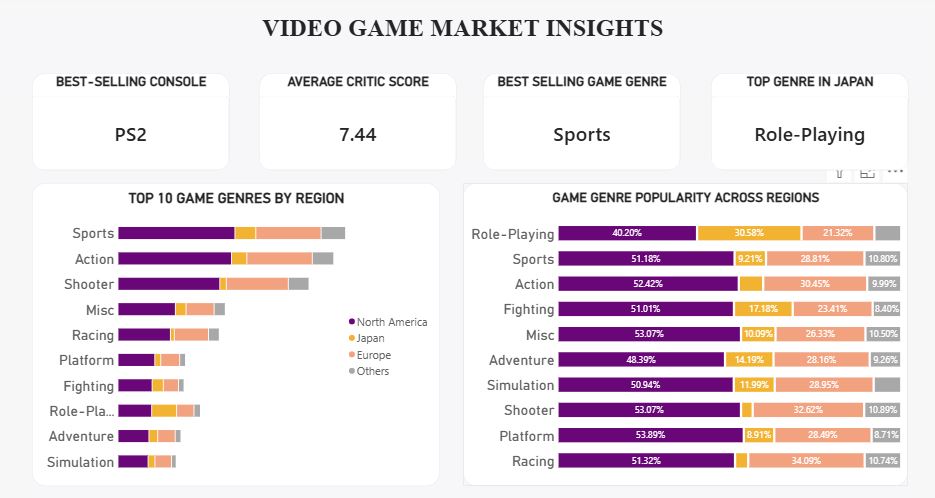 VIDEO GAME MARKET INSIGHTS
BEST-SELLING CONSOLE
PS2
AVERAGE CRITIC SCORE
7.44
BEST SELLING GAME GENRE
Sports
TOP GENRE IN JAPAN
Role-Playing
TOP 10 GAME GENRES BY REGION
Sports
Action
Shooter
Misc
Racing
Platform
Fighting
Role-Pla...
Adventure
Simulation
North America
Japan
Europe
Others
GAME GENRE POPULARITY ACROSS REGIONS
Role-Playing 40.20% 30.58% 21.32%
Sports 51.18% 9.21% 28.81% 10.80%
Action 52.42% 30.45% 9.99%
Fighting 51.01% 17.18% 23.41% 8.40%
Misc 53.07% 10.09% 26.33% 10.50%
Adventure 48.39% 14.19% 28.16% 9.26%
Simulation 50.94% 11.99% 28.95%
Shooter 53.07% 32.62% 10.89%
Platform 53.89% 8.91% 28.49% 8.71%
Racing 51.32% 34.09% 10.74%